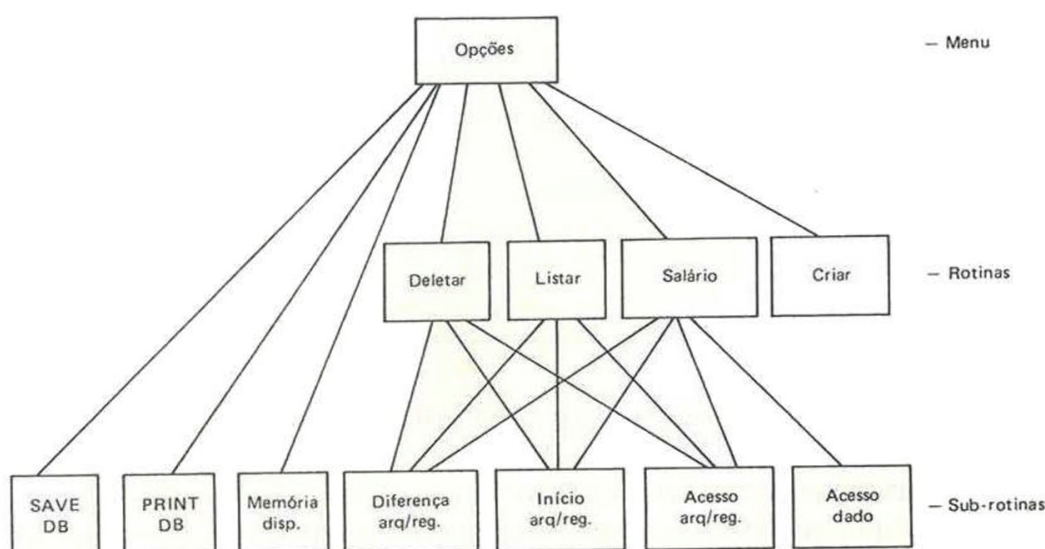 Opções
— Menu
Deletar
Listar
Salário
Criar
— Rotinas
SAVE
DB
PRINT
DB
Memória
disp.
Diferença
arq/reg.
Início
arq/reg.
Acesso
arq/reg.
Acesso
dado
— Sub-rotinas